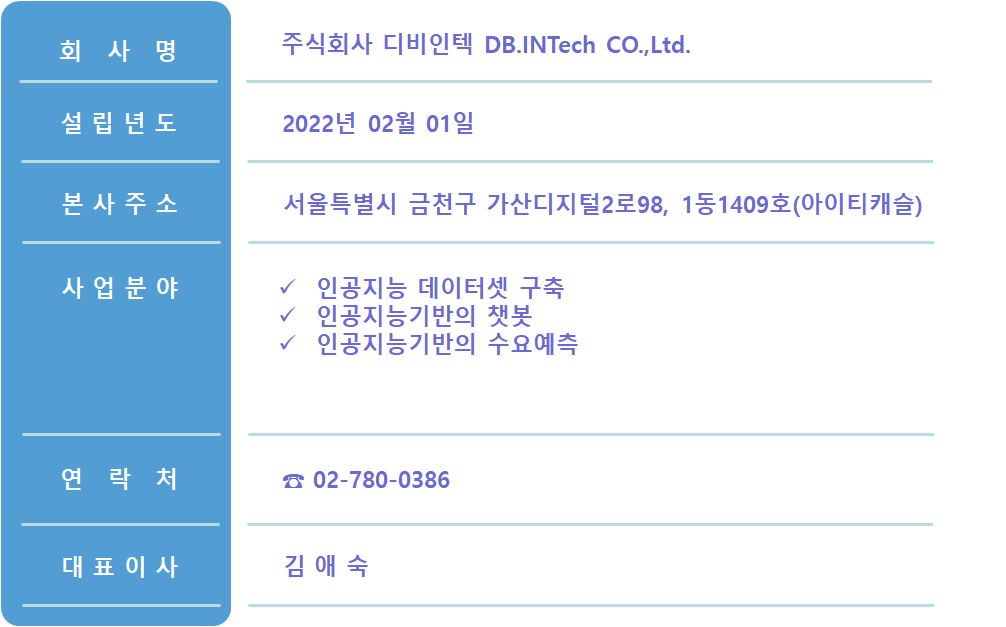 회 사 명 주식회사 디비인텍 DB.INTech CO.,Ltd.
설립년도 2022년 02월 01일
본사주소 서울특별시 금천구 가산디지털2로98, 1동1409호(아이티캐슬)
사업분야 ✓ 인공지능 데이터셋 구축
✓ 인공지능기반의 챗봇
✓ 인공지능기반의 수요예측
연 락 처 ☎ 02-780-0386
대표이사 김 애 숙